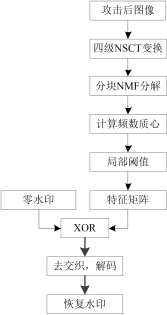 攻击后图像
四级NSCT变换
分块NMF分解
计算频数质心
局部阈值
零水印
特征矩阵
XOR
去交织，解码
恢复水印